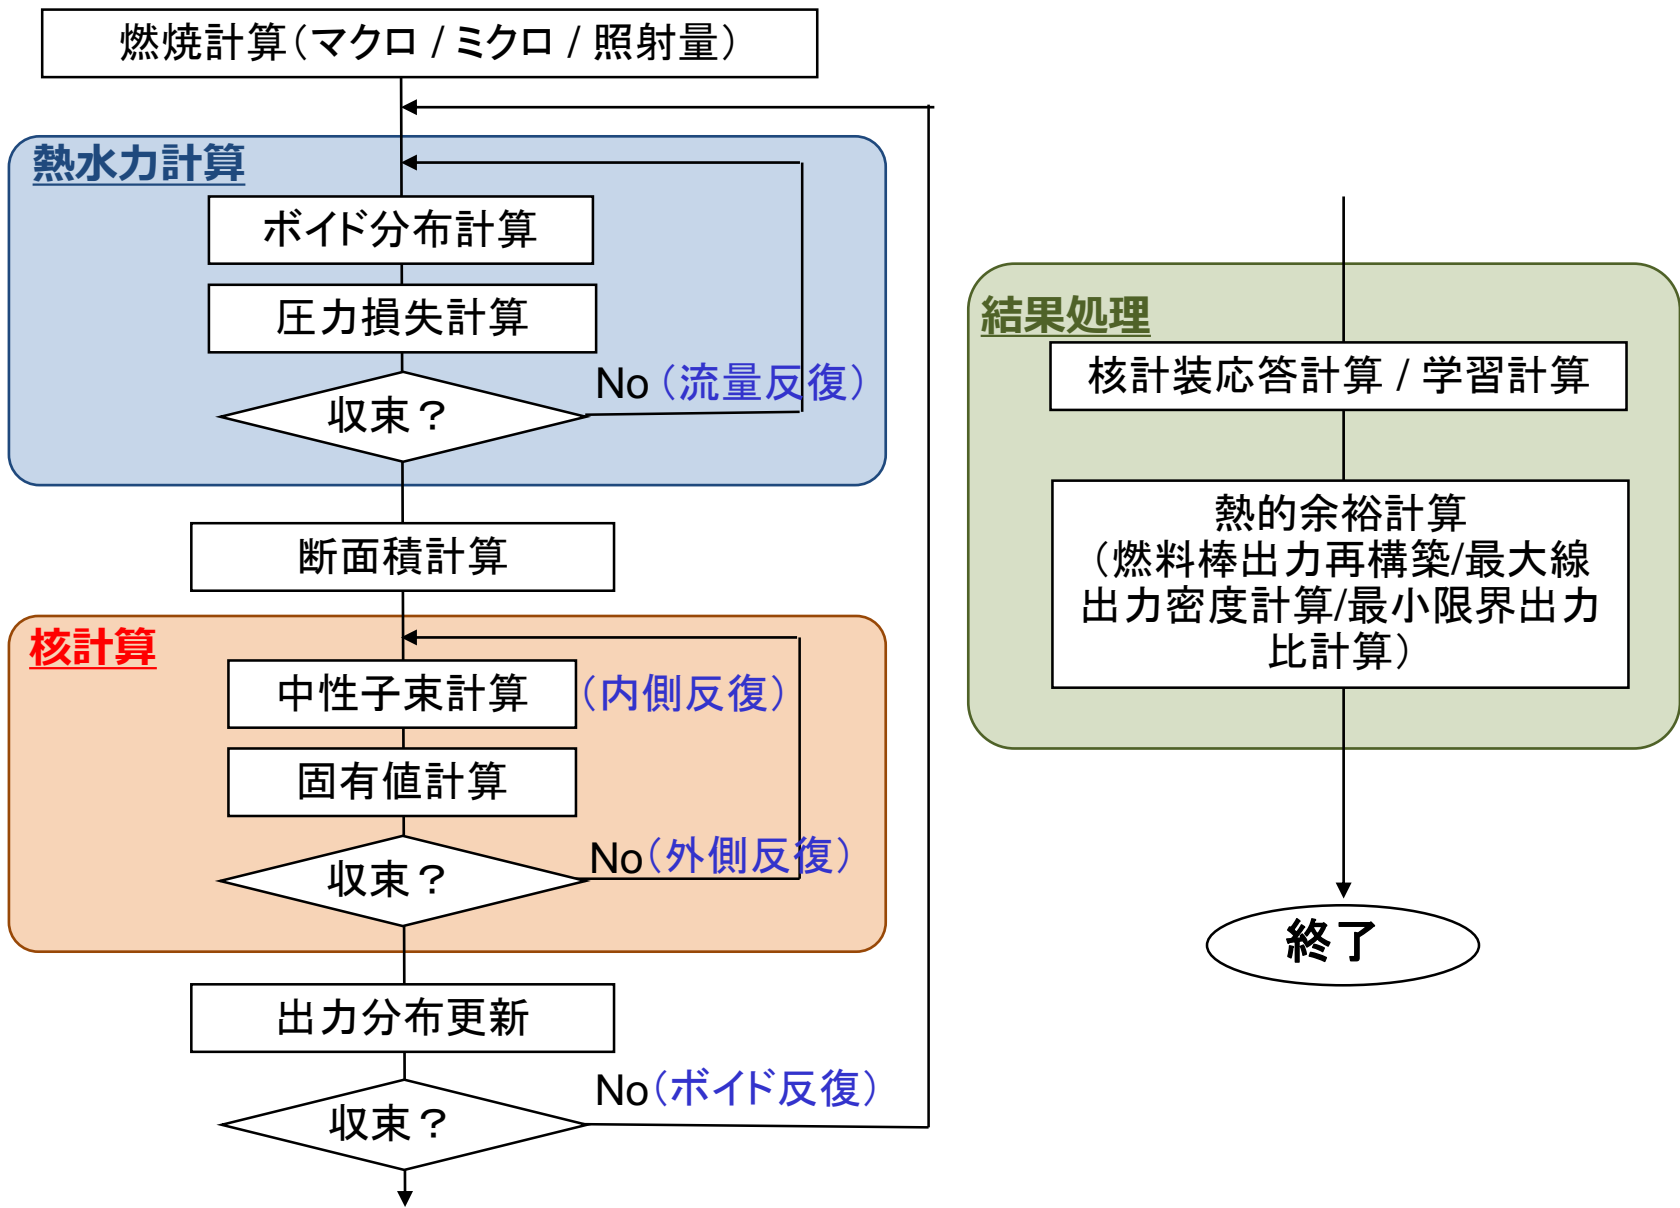 燃焼計算（マクロ / ミクロ / 照射量）
熱水力計算
ボイド分布計算
圧力損失計算
No（流量反復）
収束？
断面積計算
核計算
中性子束計算
（内側反復）
固有値計算
No（外側反復）
収束？
出力分布更新
No（ボイド反復）
収束？
結果処理
核計装応答計算 / 学習計算
熱的余裕計算
（燃料棒出力再構築/最大線
出力密度計算/最小限界出力
比計算）
終了